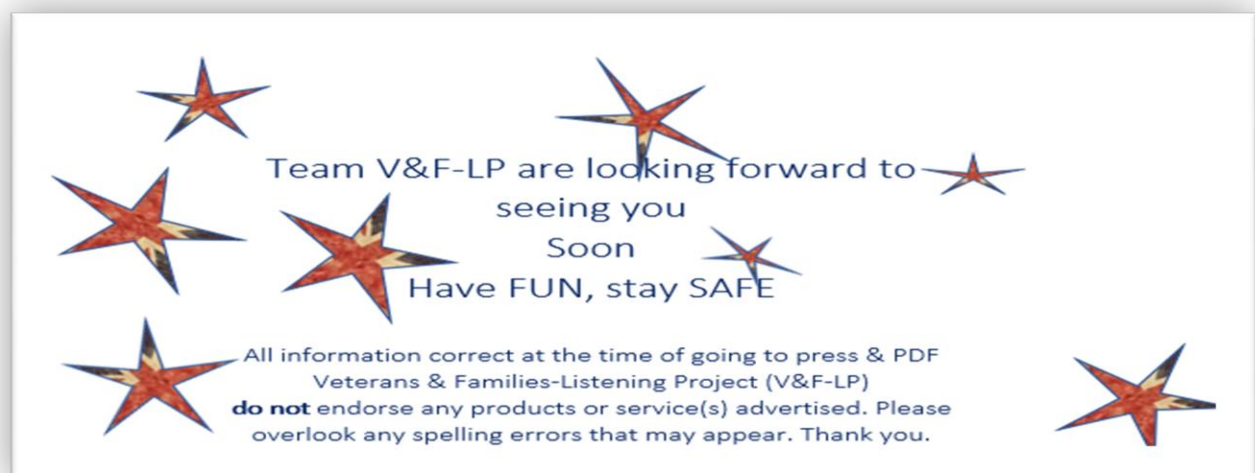 Team V&F-LP are looking forward to
seeing you
Soon
Have FUN, stay SAFE
All information correct at the time of going to press & PDF
Veterans & Families-Listening Project (V&F-LP)
do not endorse any products or service(s) advertised. Please
overlook any spelling errors that may appear. Thank you.